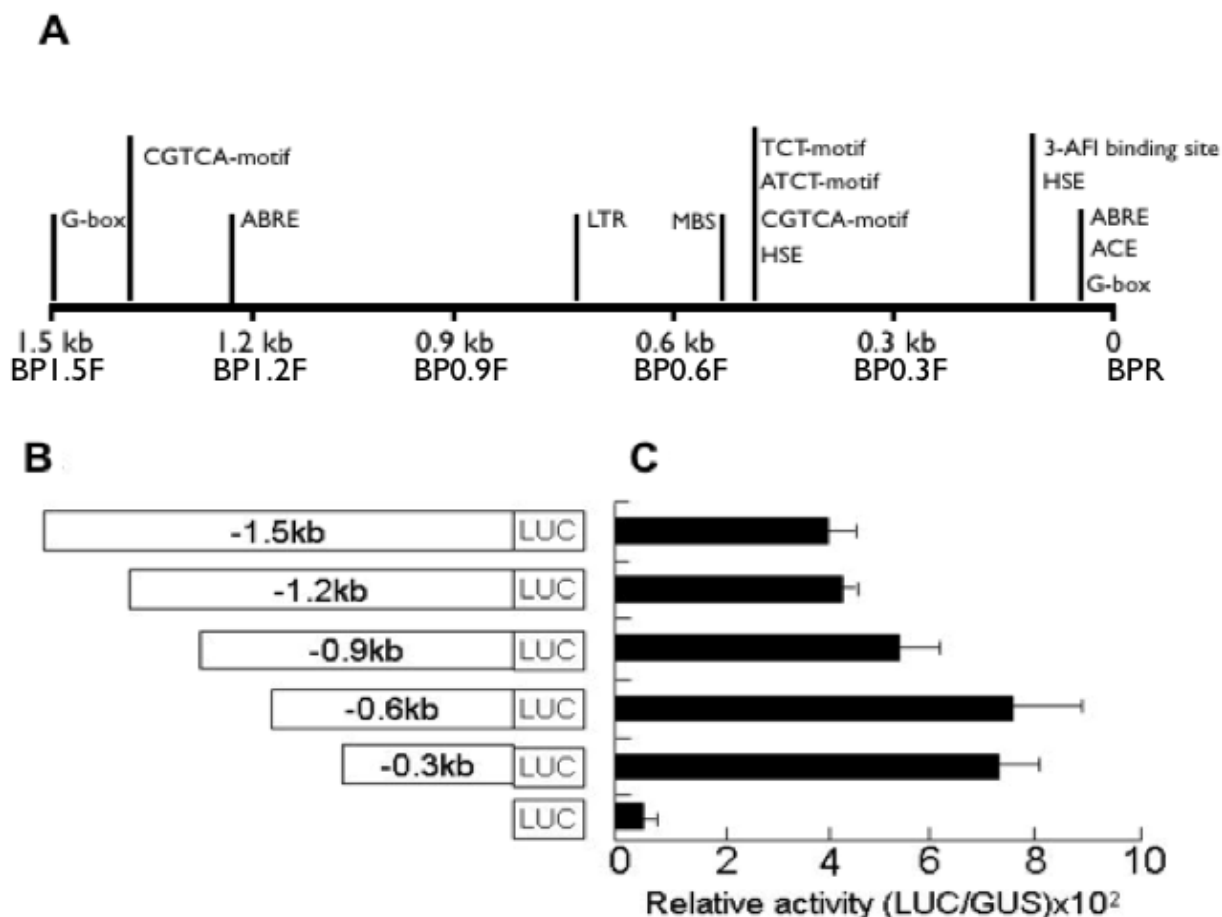 A
CGTCA-motif
G-box
ABRE
LTR
MBS
TCT-motif
ATCT-motif
CGTCA-motif
HSE
3-AFI binding site
HSE
ABRE
ACE
G-box
1.5 kb 1.2 kb 0.9 kb 0.6 kb 0.3 kb 0
BP1.5F BP1.2F BP0.9F BP0.6F BP0.3F BPR
B C
-1.5kb LUC
-1.2kb LUC
-0.9kb LUC
-0.6kb LUC
-0.3kb LUC
LUC
0 2 4 6 8 10
Relative activity (LUC/GUS)x10²